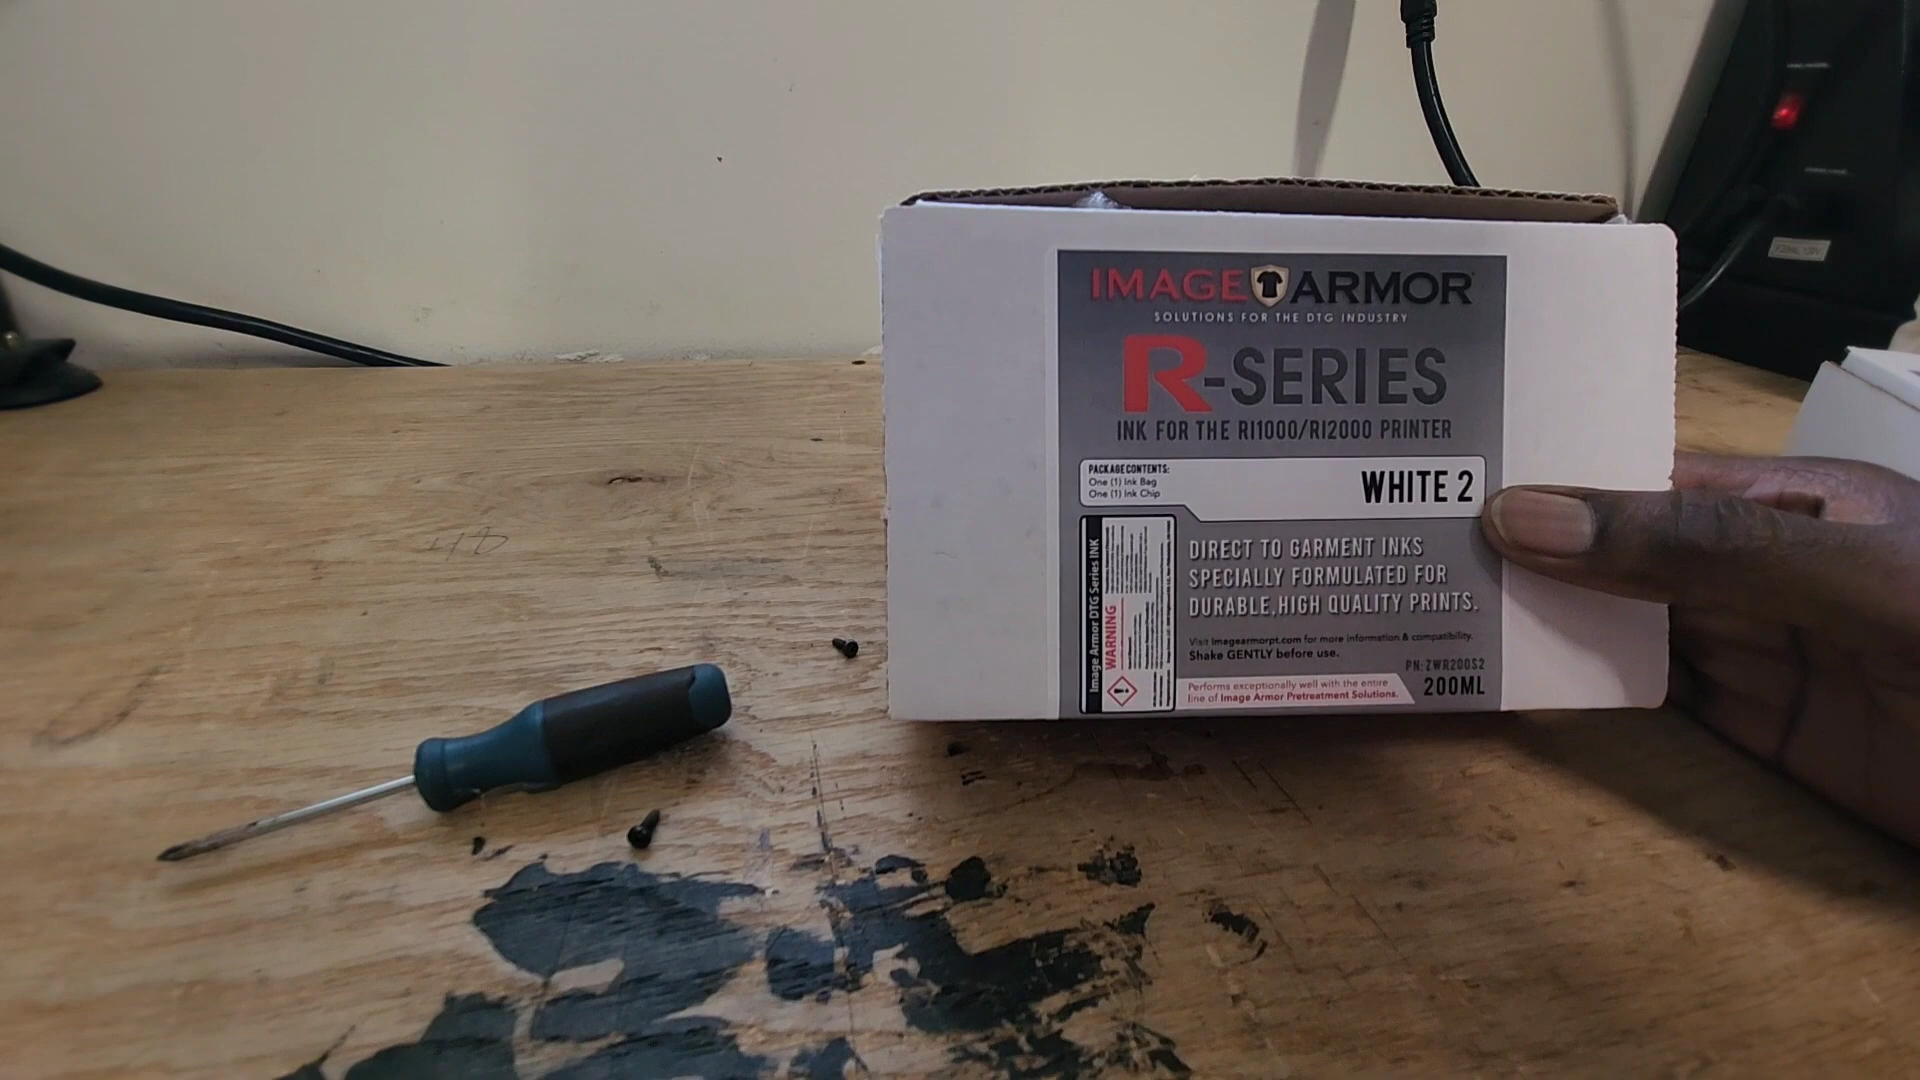 IMAGE ARMOR
SOLUTIONS FOR THE DTG INDUSTRY
R-SERIES
INK FOR THE RI1000/RI2000 PRINTER
PACKAGE CONTENTS:
One (1) Ink Bag
One (1) Ink Chip
WHITE 2
Image Armor DTG Series INK
WARNING
DIRECT TO GARMENT INKS
SPECIALLY FORMULATED FOR
DURABLE,HIGH QUALITY PRINTS.
Visit imagearmorpt.com for more information & compatibility.
Shake GENTLY before use.
PN: ZWR200S2
200ML
Performs exceptionally well with the entire
line of Image Armor Pretreatment Solutions.